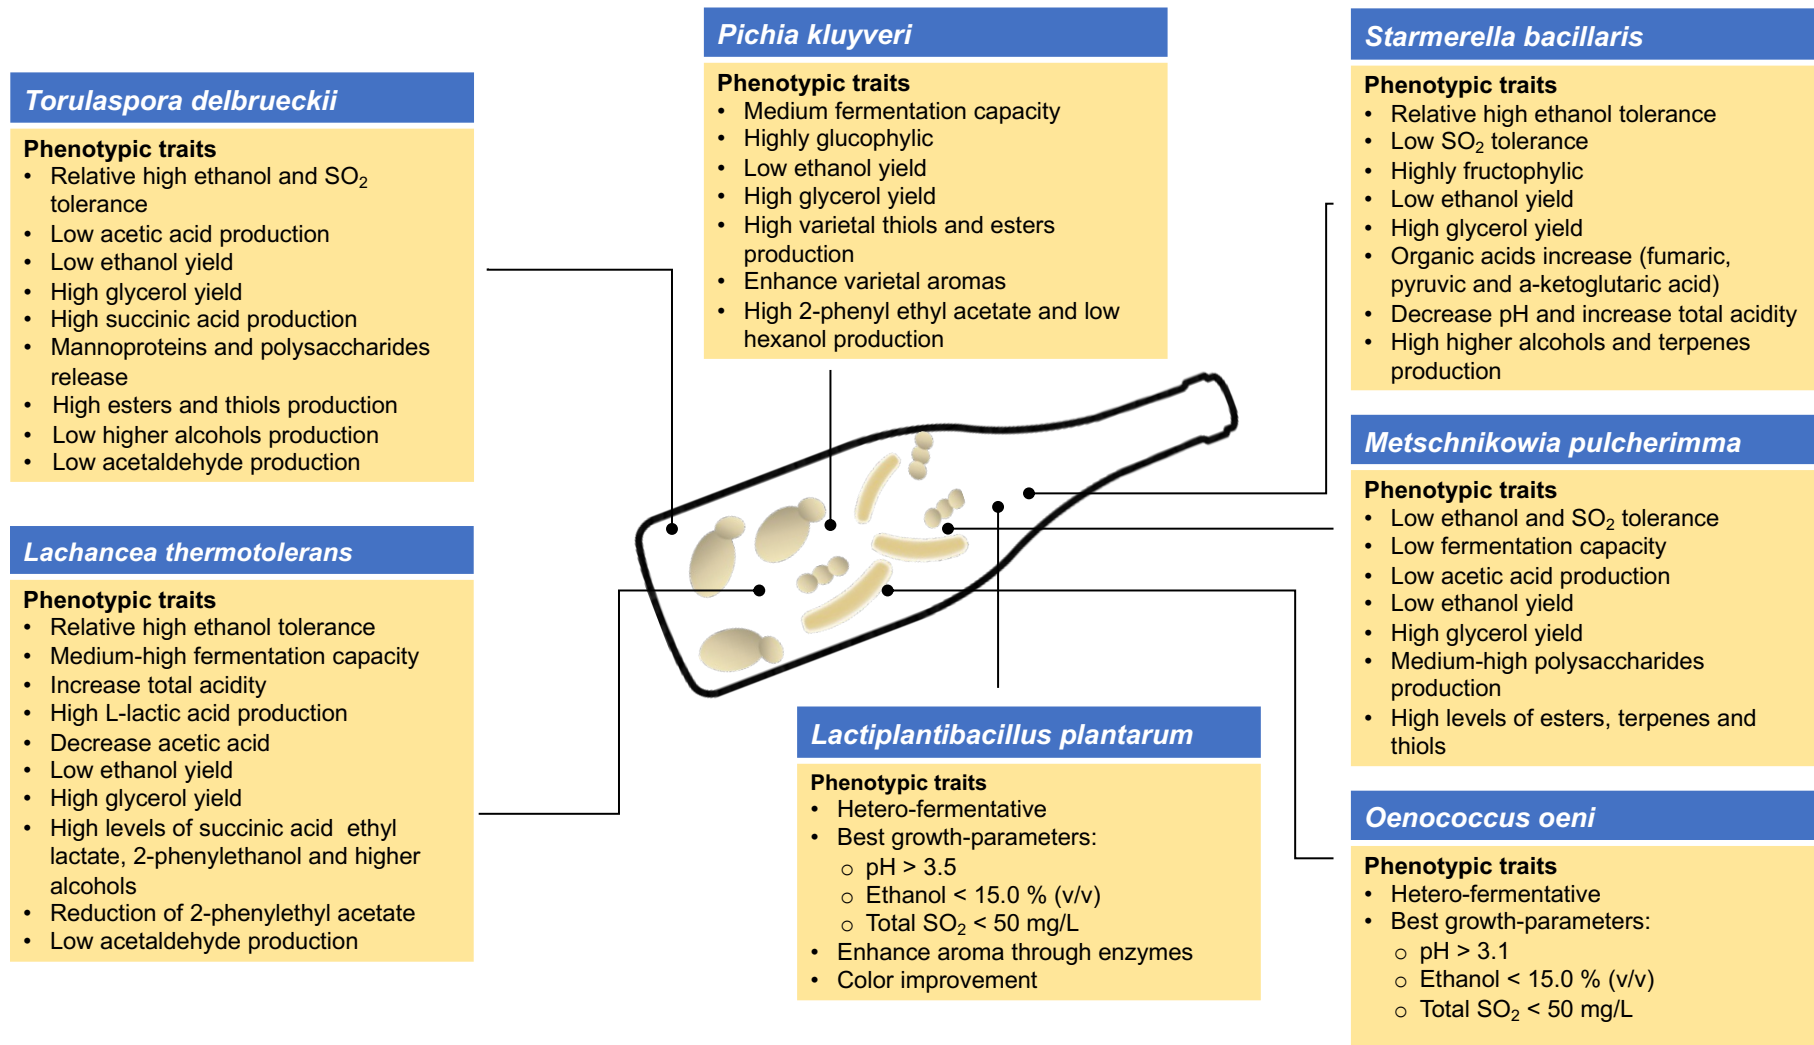 Torulaspora delbrueckii
Phenotypic traits
• Relative high ethanol and SO₂
tolerance
• Low acetic acid production
• Low ethanol yield
• High glycerol yield
• High succinic acid production
• Mannoproteins and polysaccharides
release
• High esters and thiols production
• Low higher alcohols production
• Low acetaldehyde production
Lachancea thermotolerans
Phenotypic traits
• Relative high ethanol tolerance
• Medium-high fermentation capacity
• Increase total acidity
• High L-lactic acid production
• Decrease acetic acid
• Low ethanol yield
• High glycerol yield
• High levels of succinic acid ethyl
lactate, 2-phenylethanol and higher
alcohols
• Reduction of 2-phenylethyl acetate
• Low acetaldehyde production
Pichia kluyveri
Phenotypic traits
• Medium fermentation capacity
• Highly glucophylic
• Low ethanol yield
• High glycerol yield
• High varietal thiols and esters
production
• Enhance varietal aromas
• High 2-phenyl ethyl acetate and low
hexanol production
Lactiplantibacillus plantarum
Phenotypic traits
• Hetero-fermentative
• Best growth-parameters:
○ pH > 3.5
○ Ethanol < 15.0 % (v/v)
○ Total SO₂ < 50 mg/L
• Enhance aroma through enzymes
• Color improvement
Starmerella bacillaris
Phenotypic traits
• Relative high ethanol tolerance
• Low SO₂ tolerance
• Highly fructophylic
• Low ethanol yield
• High glycerol yield
• Organic acids increase (fumaric,
pyruvic and a-ketoglutaric acid)
• Decrease pH and increase total acidity
• High higher alcohols and terpenes
production
Metschnikowia pulcherimma
Phenotypic traits
• Low ethanol and SO₂ tolerance
• Low fermentation capacity
• Low acetic acid production
• Low ethanol yield
• High glycerol yield
• Medium-high polysaccharides
production
• High levels of esters, terpenes and
thiols
Oenococcus oeni
Phenotypic traits
• Hetero-fermentative
• Best growth-parameters:
○ pH > 3.1
○ Ethanol < 15.0 % (v/v)
○ Total SO₂ < 50 mg/L